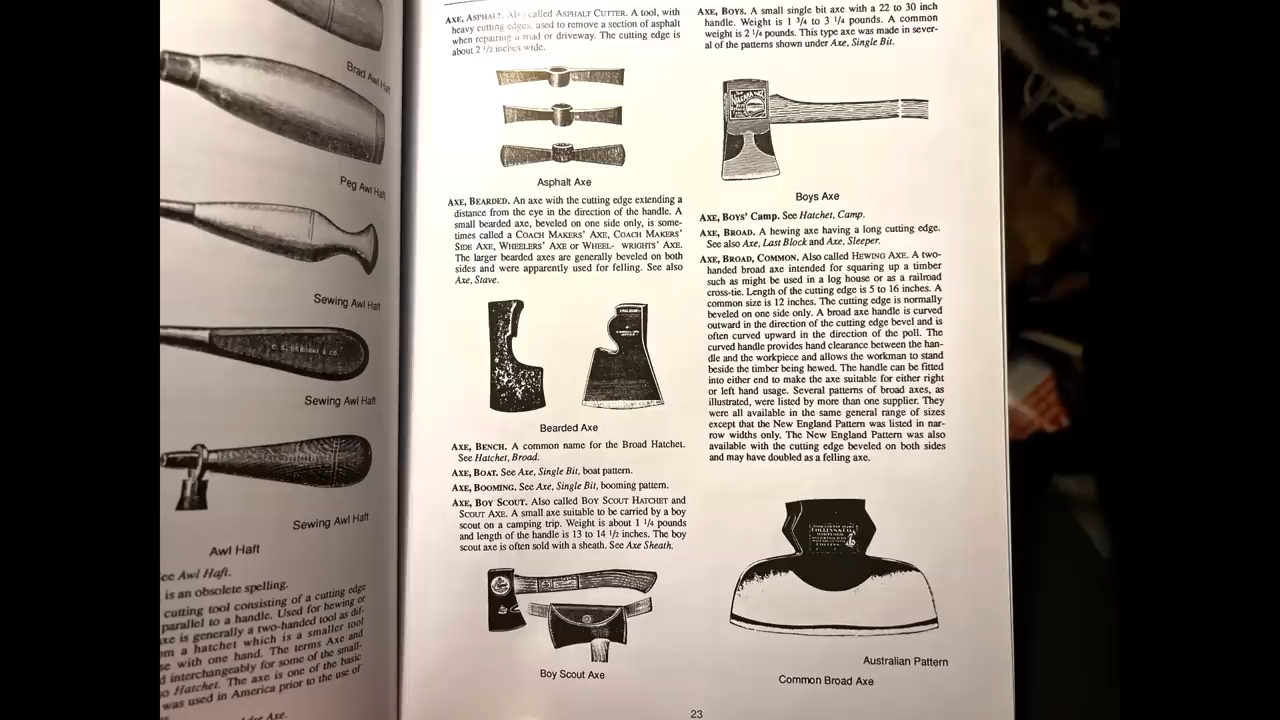 Brad Awl Haft
Peg Awl Haft
Sewing Awl Haft
C. S. OSBORNE & CO.
Sewing Awl Haft
Sewing Awl Haft
Awl Haft
See Awl Haft.
is an obsolete spelling.
cutting tool consisting of a cutting edge
parallel to a handle. Used for hewing or
is generally a two-handed tool as dif-
a hatchet which is a smaller tool
with one hand. The terms Axe and
interchangeably for some of the small-
Hatchet. The axe is one of the basic
was used in America prior to the use of
Axe.
AXE, ASPHALT. Also called ASPHALT CUTTER. A tool, with
heavy cutting edges, used to remove a section of asphalt
when repairing a road or driveway. The cutting edge is
about 2 1/2 inches wide.
Asphalt Axe
AXE, BEARDED. An axe with the cutting edge extending a
distance from the eye in the direction of the handle. A
small bearded axe, beveled on one side only, is some-
times called a COACH MAKERS' AXE, COACH MAKERS'
SIDE AXE, WHEELERS' AXE or WHEEL- WRIGHTS' AXE.
The larger bearded axes are generally beveled on both
sides and were apparently used for felling. See also
Axe, Stave.
Bearded Axe
AXE, BENCH. A common name for the Broad Hatchet.
See Hatchet, Broad.
AXE, BOAT. See Axe, Single Bit, boat pattern.
AXE, BOOMING. See Axe, Single Bit, booming pattern.
AXE, BOY SCOUT. Also called BOY SCOUT HATCHET and
SCOUT AXE. A small axe suitable to be carried by a boy
scout on a camping trip. Weight is about 1 1/4 pounds
and length of the handle is 13 to 14 1/2 inches. The boy
scout axe is often sold with a sheath. See Axe Sheath.
Boy Scout Axe
AXE, BOYS. A small single bit axe with a 22 to 30 inch
handle. Weight is 1 3/4 to 3 1/4 pounds. A common
weight is 2 1/4 pounds. This type axe was made in sever-
al of the patterns shown under Axe, Single Bit.
Boys Axe
AXE, BOYS' Camp. See Hatchet, Camp.
AXE, BROAD. A hewing axe having a long cutting edge.
See also Axe, Last Block and Axe, Sleeper.
AXE, BROAD, COMMON. Also called HEWING AXE. A two-
handed broad axe intended for squaring up a timber
such as might be used in a log house or as a railroad
cross-tie. Length of the cutting edge is 5 to 16 inches. A
common size is 12 inches. The cutting edge is normally
beveled on one side only. A broad axe handle is curved
outward in the direction of the cutting edge bevel and is
often curved upward in the direction of the poll. The
curved handle provides hand clearance between the han-
dle and the workpiece and allows the workman to stand
beside the timber being hewed. The handle can be fitted
into either end to make the axe suitable for either right
or left hand usage. Several patterns of broad axes, as
illustrated, were listed by more than one supplier. They
were all available in the same general range of sizes
except that the New England Pattern was listed in nar-
row widths only. The New England Pattern was also
available with the cutting edge beveled on both sides
and may have doubled as a felling axe.
Australian Pattern
Common Broad Axe
23